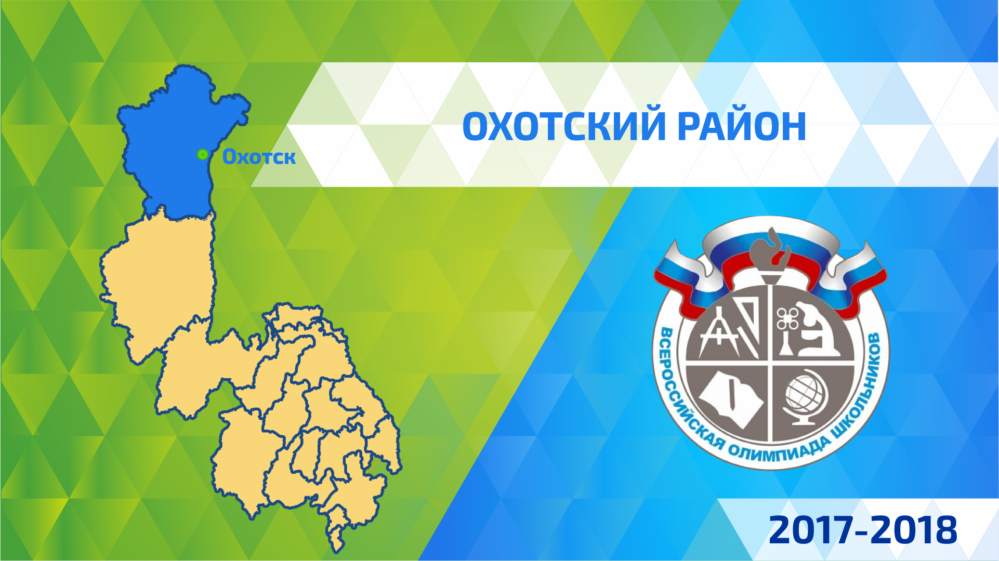 ОХОТСКИЙ РАЙОН
Охотск
ВСЕРОССИЙСКАЯ ОЛИМПИАДА ШКОЛЬНИКОВ
2017-2018